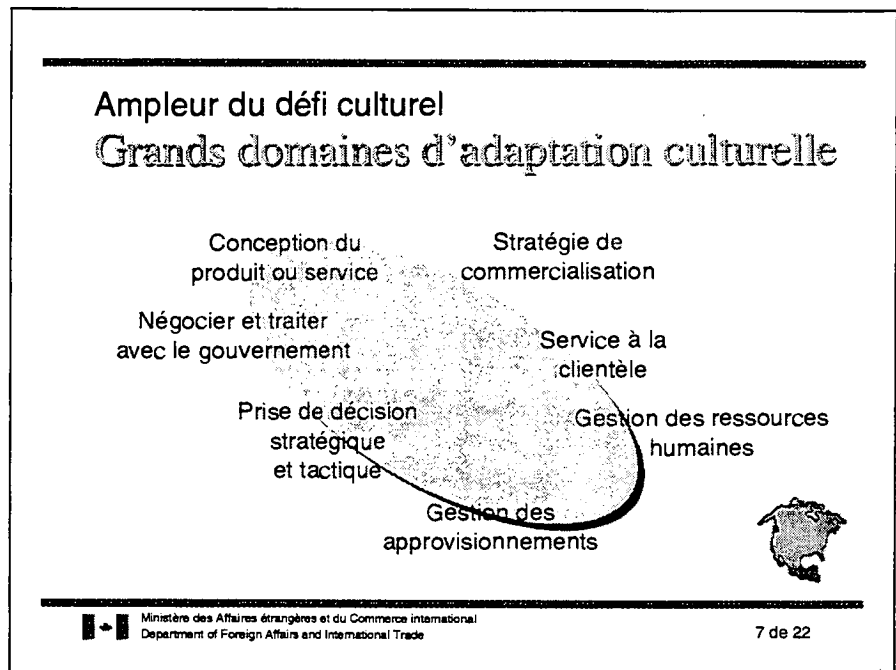 Ampleur du défi culturel
Grands domaines d'adaptation culturelle
Conception du
produit ou service
Stratégie de
commercialisation
Négocier et traiter
avec le gouvernement
Service à la
clientèle
Prise de décision
stratégique
et tactique
Gestion des ressources
humaines
Gestion des
approvisionnements
Ministère des Affaires étrangères et du Commerce international
Department of Foreign Affairs and International Trade
7 de 22